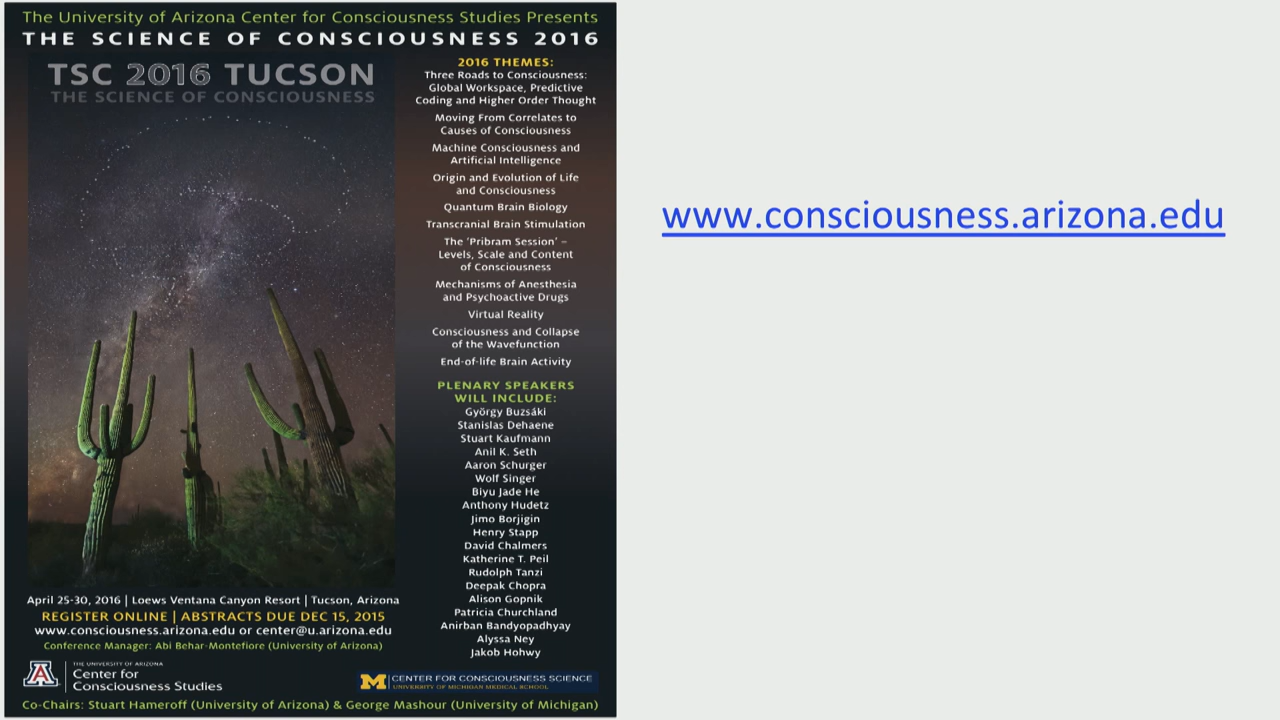 The University of Arizona Center for Consciousness Studies Presents
THE SCIENCE OF CONSCIOUSNESS 2016
TSC 2016 TUCSON
THE SCIENCE OF CONSCIOUSNESS
2016 THEMES:
Three Roads to Consciousness:
Global Workspace, Predictive
Coding and Higher Order Thought
Moving From Correlates to
Causes of Consciousness
Machine Consciousness and
Artificial Intelligence
Origin and Evolution of Life
and Consciousness
Quantum Brain Biology
Transcranial Brain Stimulation
The 'Pribram Session' –
Levels, Scale and Content
of Consciousness
Mechanisms of Anesthesia
and Psychoactive Drugs
Virtual Reality
Consciousness and Collapse
of the Wavefunction
End-of-life Brain Activity
PLENARY SPEAKERS
WILL INCLUDE:
György Buzsáki
Stanislas Dehaene
Stuart Kaufmann
Anil K. Seth
Aaron Schurger
Wolf Singer
Biyu Jade He
Anthony Hudetz
Jimo Borjigin
Henry Stapp
David Chalmers
Katherine T. Peil
Rudolph Tanzi
Deepak Chopra
Alison Gopnik
Patricia Churchland
Anirban Bandyopadhyay
Alyssa Ney
Jakob Hohwy
April 25-30, 2016 | Loews Ventana Canyon Resort | Tucson, Arizona
REGISTER ONLINE | ABSTRACTS DUE DEC 15, 2015
www.consciousness.arizona.edu or center@u.arizona.edu
Conference Manager: Abi Behar-Montefiore (University of Arizona)
A
THE UNIVERSITY OF ARIZONA
Center for
Consciousness Studies
M
CENTER FOR CONSCIOUSNESS SCIENCE
UNIVERSITY OF MICHIGAN MEDICAL SCHOOL
Co-Chairs: Stuart Hameroff (University of Arizona) & George Mashour (University of Michigan)
www.consciousness.arizona.edu